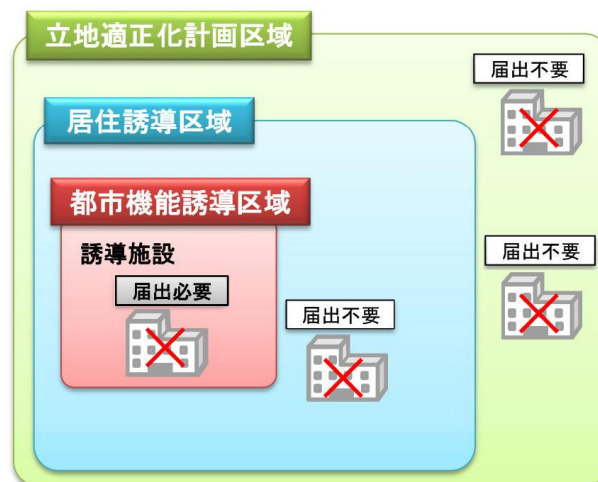 立地適正化計画区域
届出不要
居住誘導区域
都市機能誘導区域
誘導施設
届出不要
届出必要
届出不要